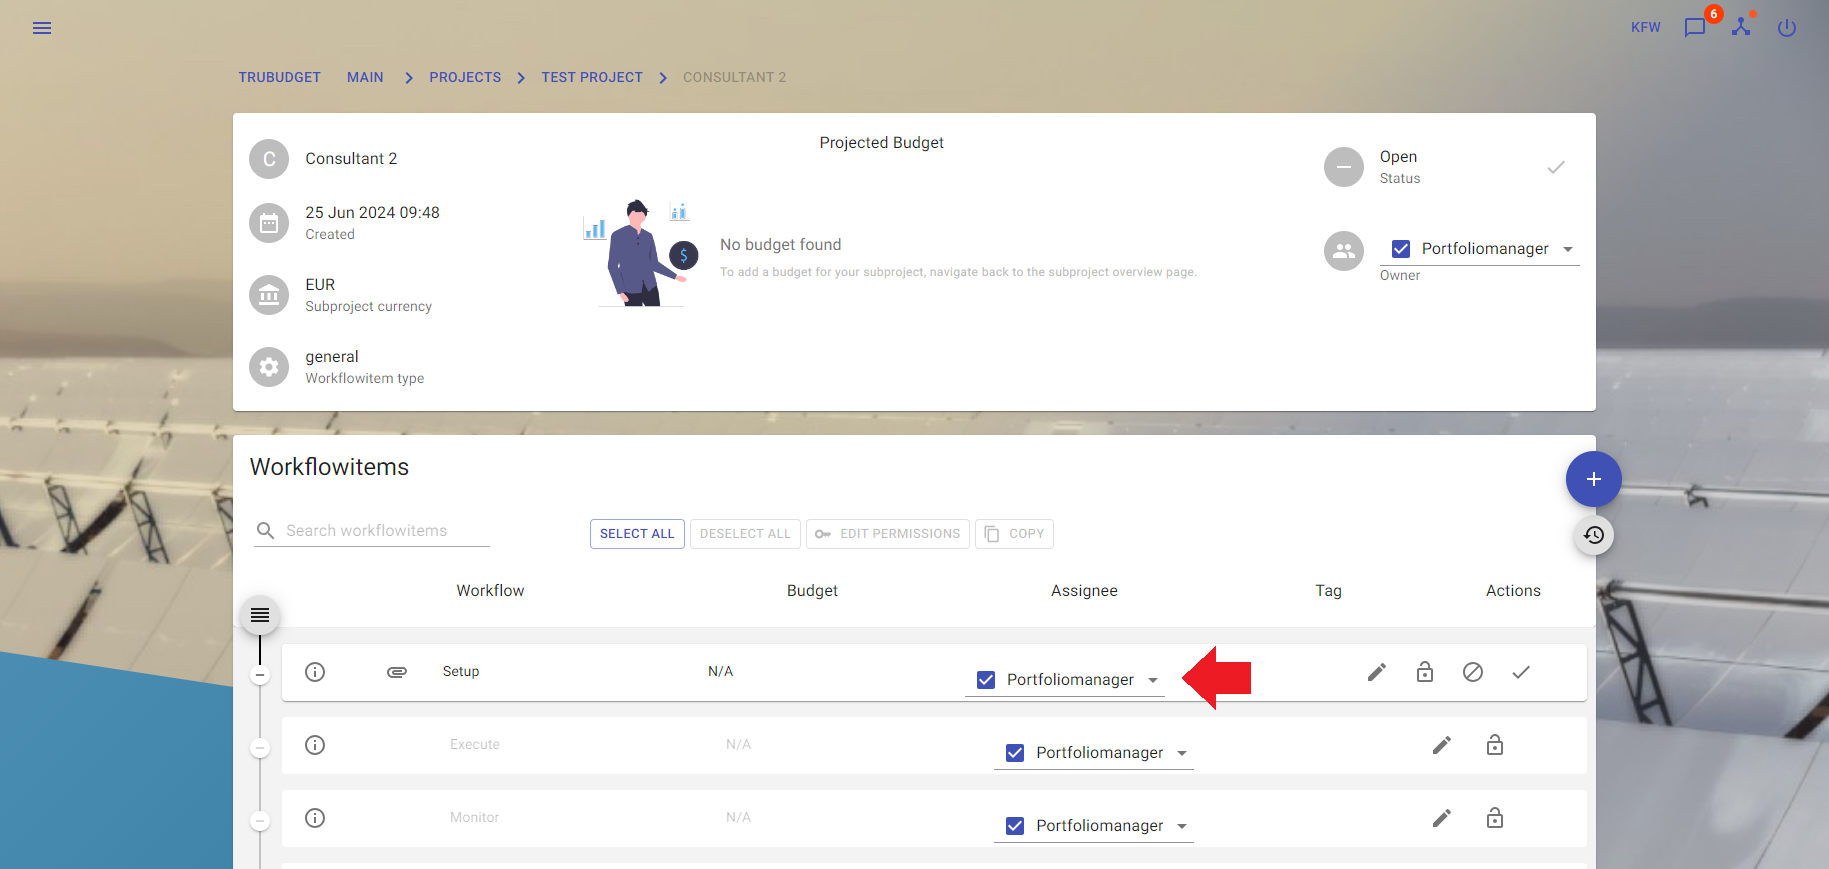 KFW
6
TRUBUDGET MAIN PROJECTS TEST PROJECT CONSULTANT 2
C
Consultant 2
25 Jun 2024 09:48
Created
EUR
Subproject currency
general
Workflowitem type
Projected Budget
$
No budget found
To add a budget for your subproject, navigate back to the subproject overview page.
Open
Status
Portfoliomanager
Owner
Workflowitems
Search workflowitems
SELECT ALL DESELECT ALL EDIT PERMISSIONS COPY
Workflow Budget Assignee Tag Actions
Setup N/A Portfoliomanager
Execute N/A Portfoliomanager
Monitor N/A Portfoliomanager